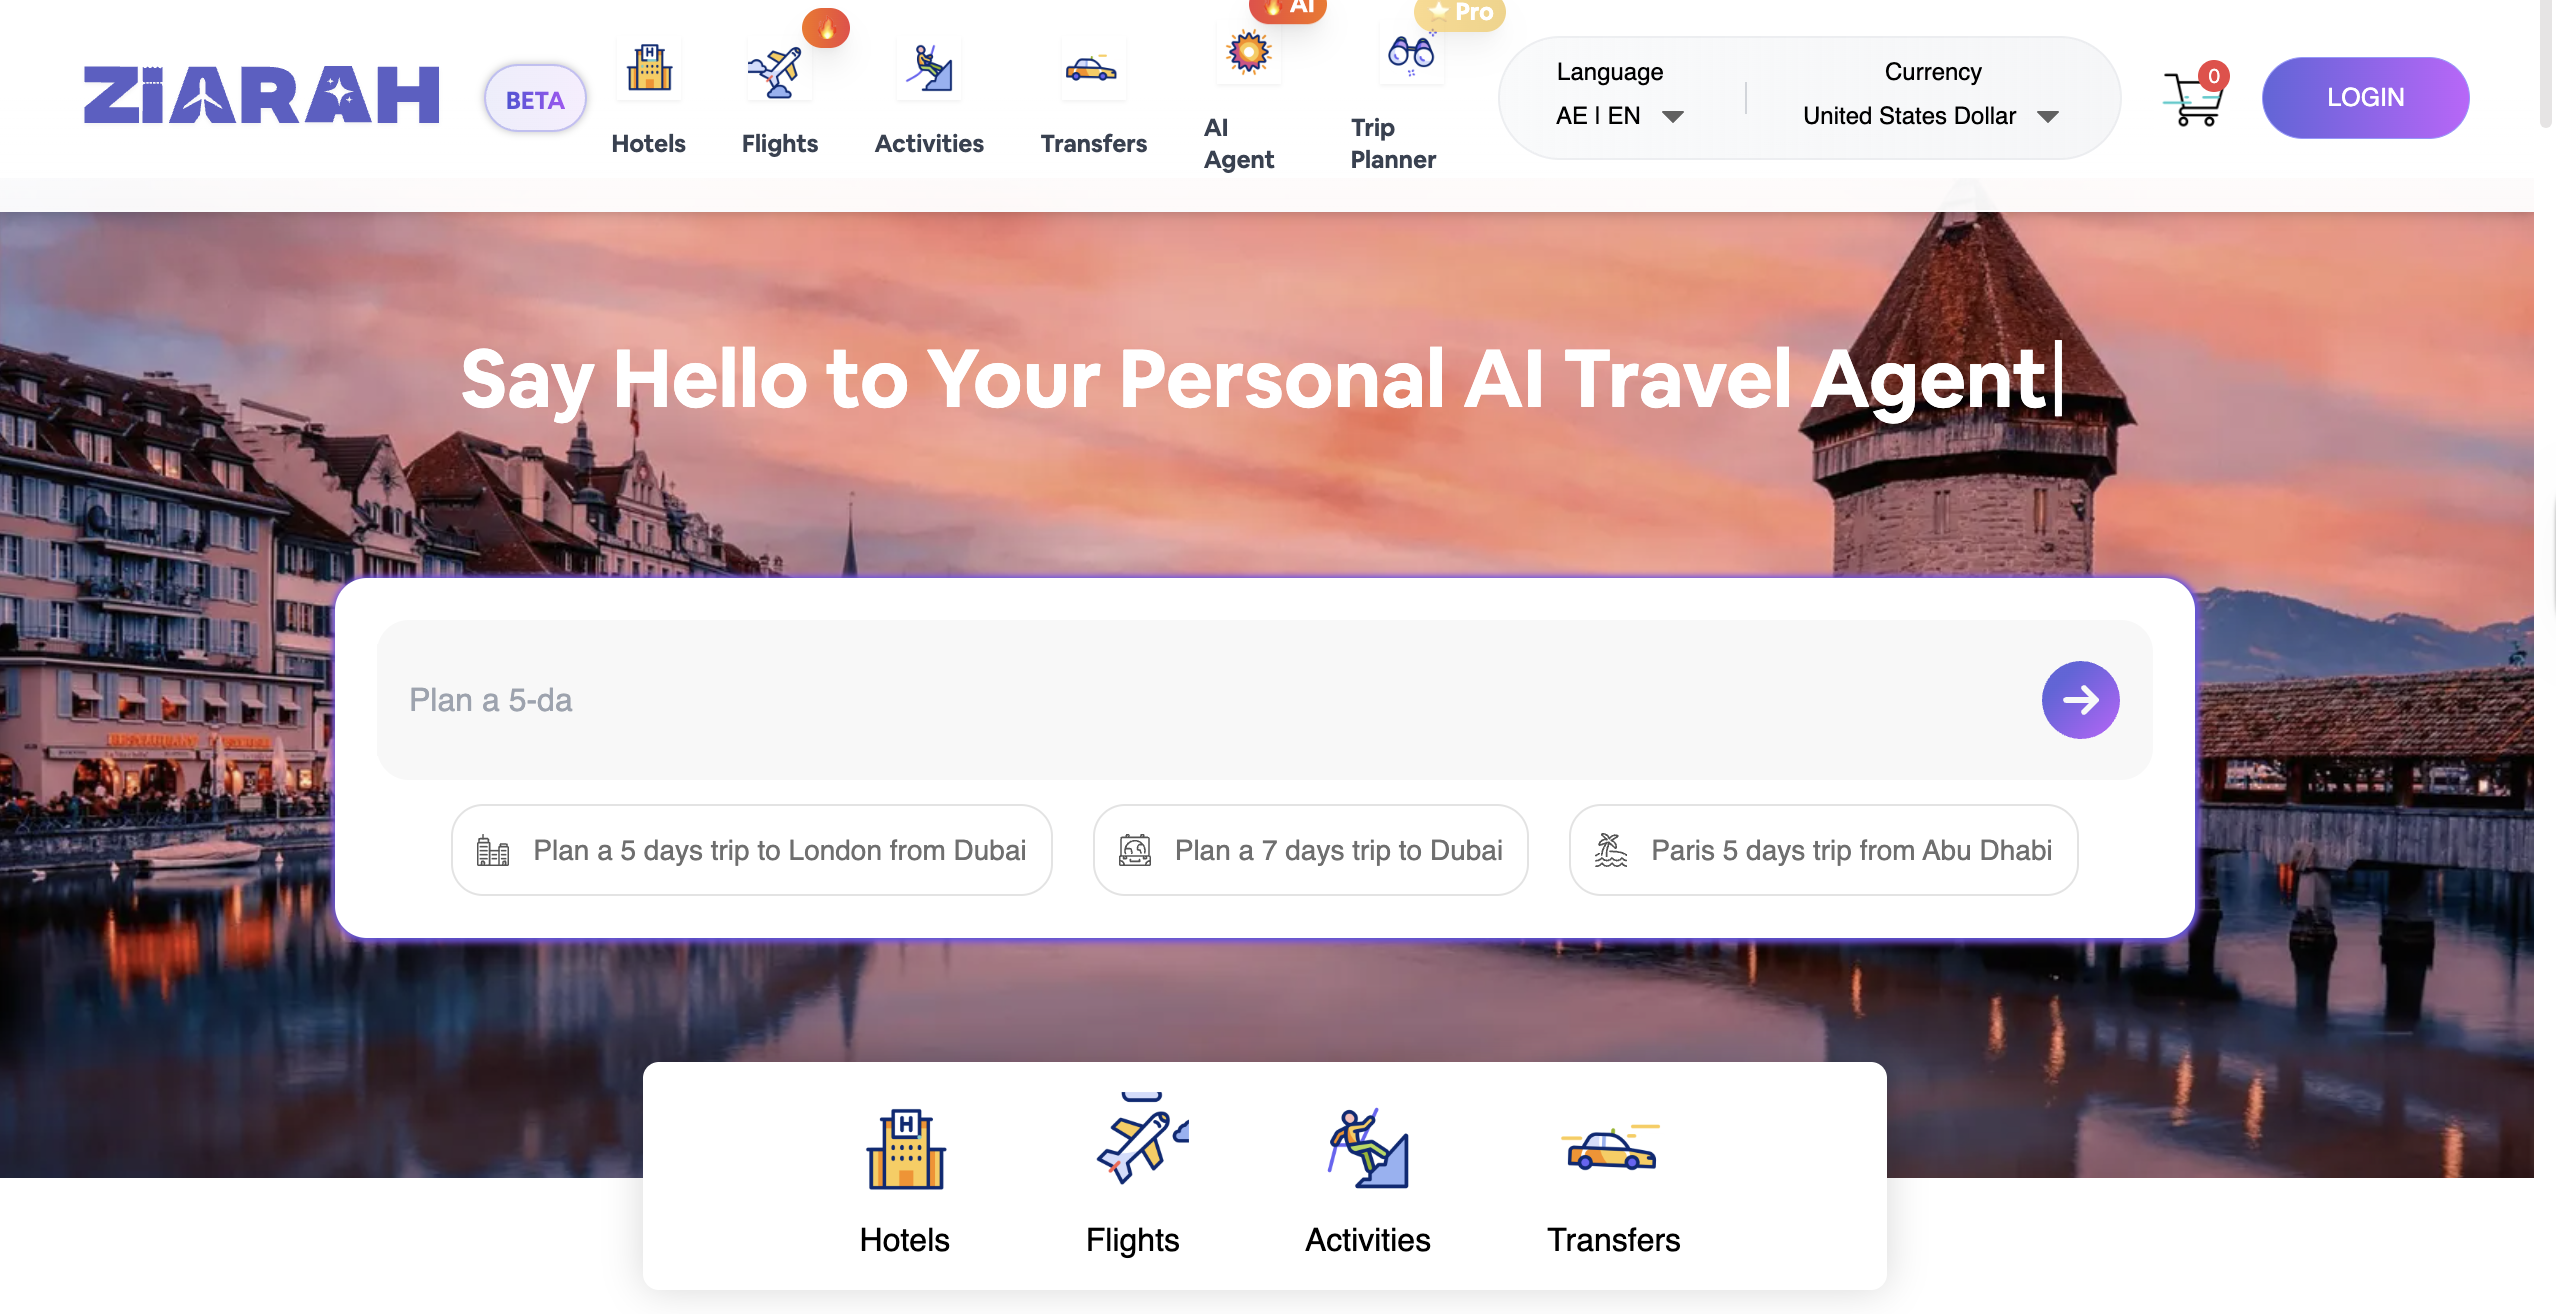 ZIARAH
BETA
Hotels
Flights
Activities
Transfers
AI
AI
Agent
Pro
Trip
Planner
Language
AE | EN
Currency
United States Dollar
0
LOGIN
Say Hello to Your Personal AI Travel Agent
Plan a 5-da
Plan a 5 days trip to London from Dubai
Plan a 7 days trip to Dubai
Paris 5 days trip from Abu Dhabi
H
Hotels
Flights
Activities
Transfers